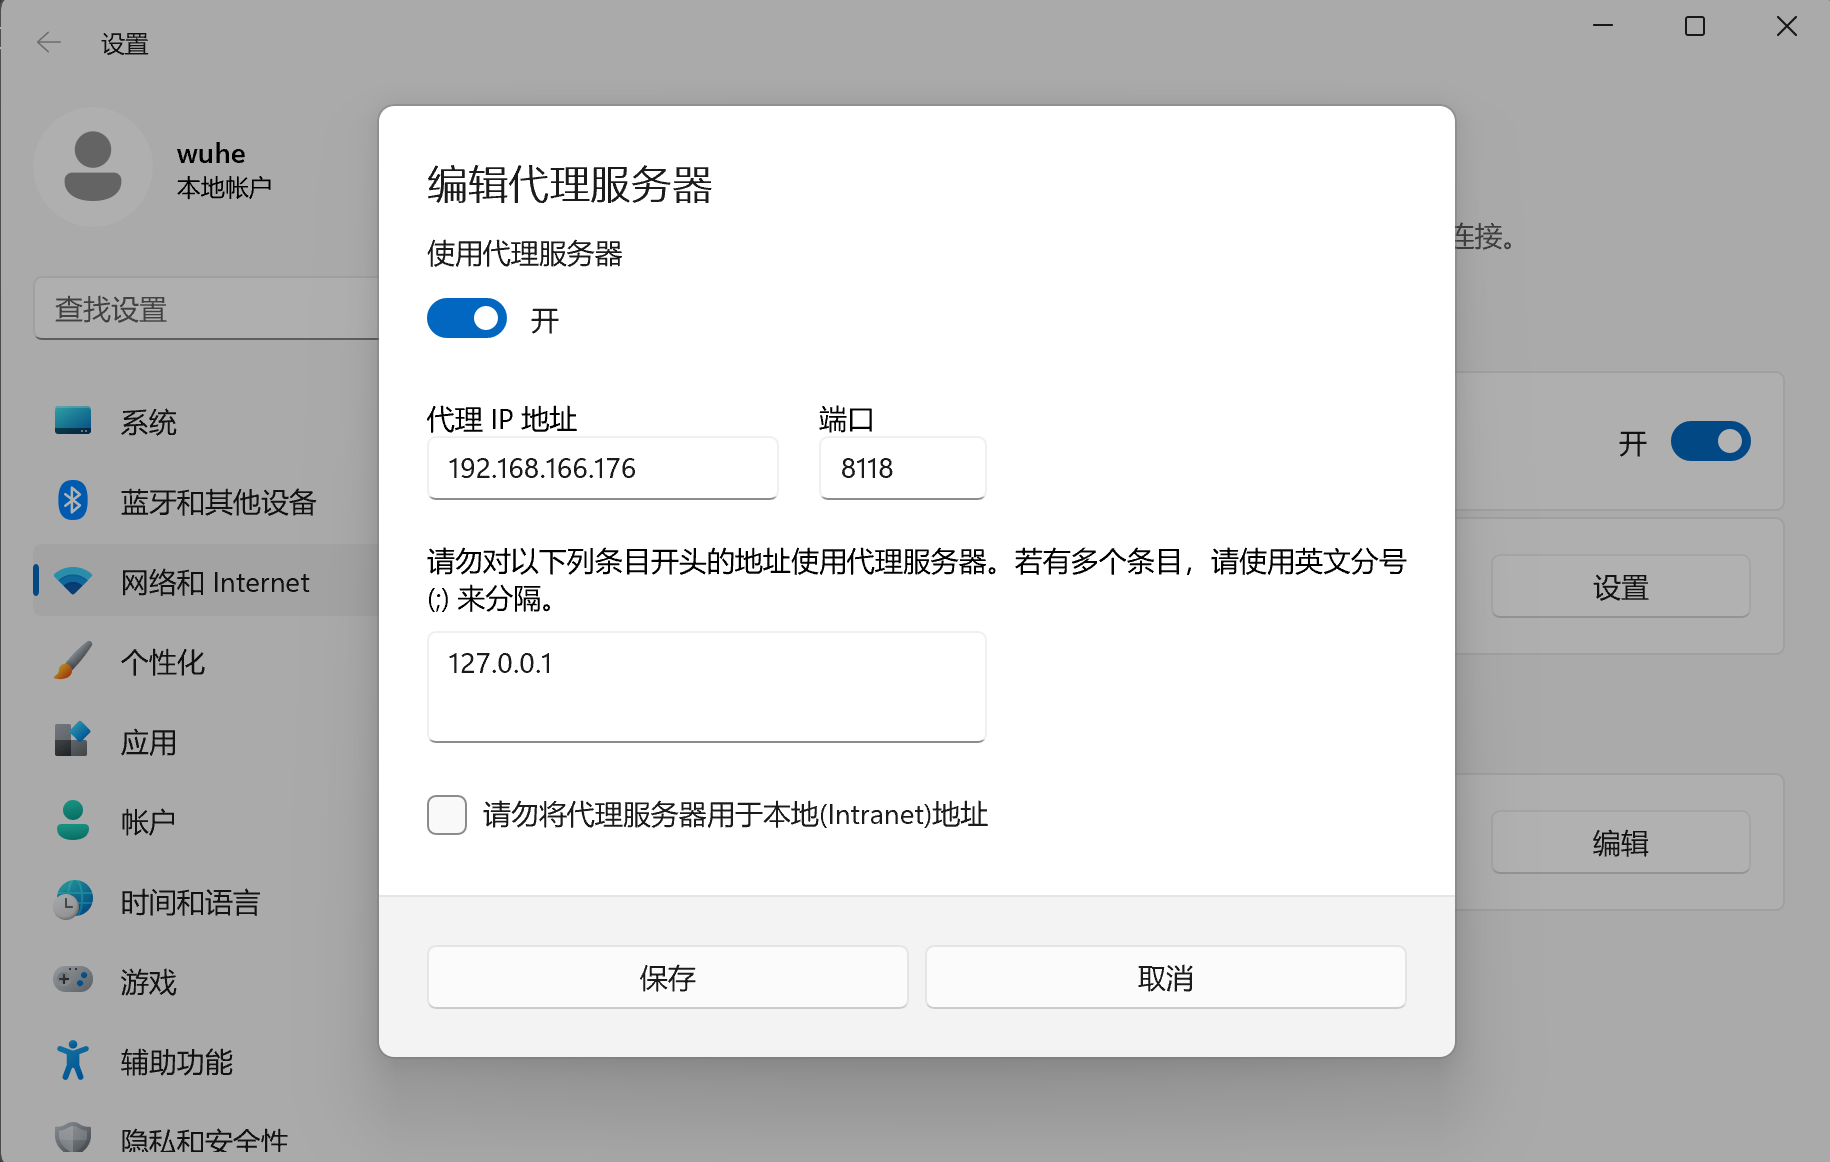 设置
wuhe
本地帐户
查找设置
系统
蓝牙和其他设备
网络和 Internet
个性化
应用
帐户
时间和语言
游戏
辅助功能
隐私和安全性
编辑代理服务器
使用代理服务器
开
代理 IP 地址
端口
192.168.166.176
8118
请勿对以下列条目开头的地址使用代理服务器。若有多个条目，请使用英文分号
(;) 来分隔。
127.0.0.1
请勿将代理服务器用于本地(Intranet)地址
保存
取消
连接。
开
设置
编辑